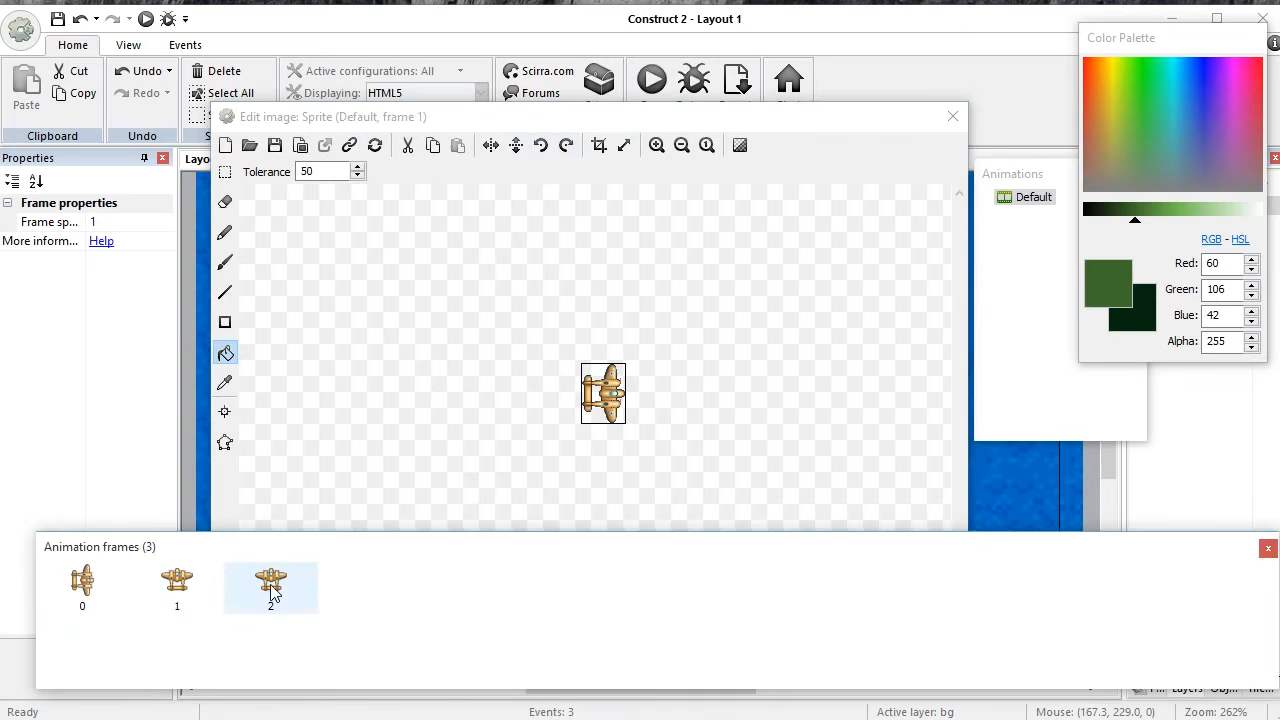 Construct 2 - Layout 1
Home View Events
Paste
Cut
Copy
Clipboard
Undo
Redo
Undo
Delete
Select All
S
Active configurations: All
Displaying: HTML5
Scirra.com
Forums
Properties
Frame properties
Frame sp... 1
More inform... Help
Layo
Edit image: Sprite (Default, frame 1)
Tolerance 50
Animations
Default
Color Palette
RGB - HSL
Red: 60
Green: 106
Blue: 42
Alpha: 255
Animation frames (3)
0 1 2
Ready
Events: 3
Active layer: bg
Mouse: (167.3, 229.0, 0)
Zoom: 262%